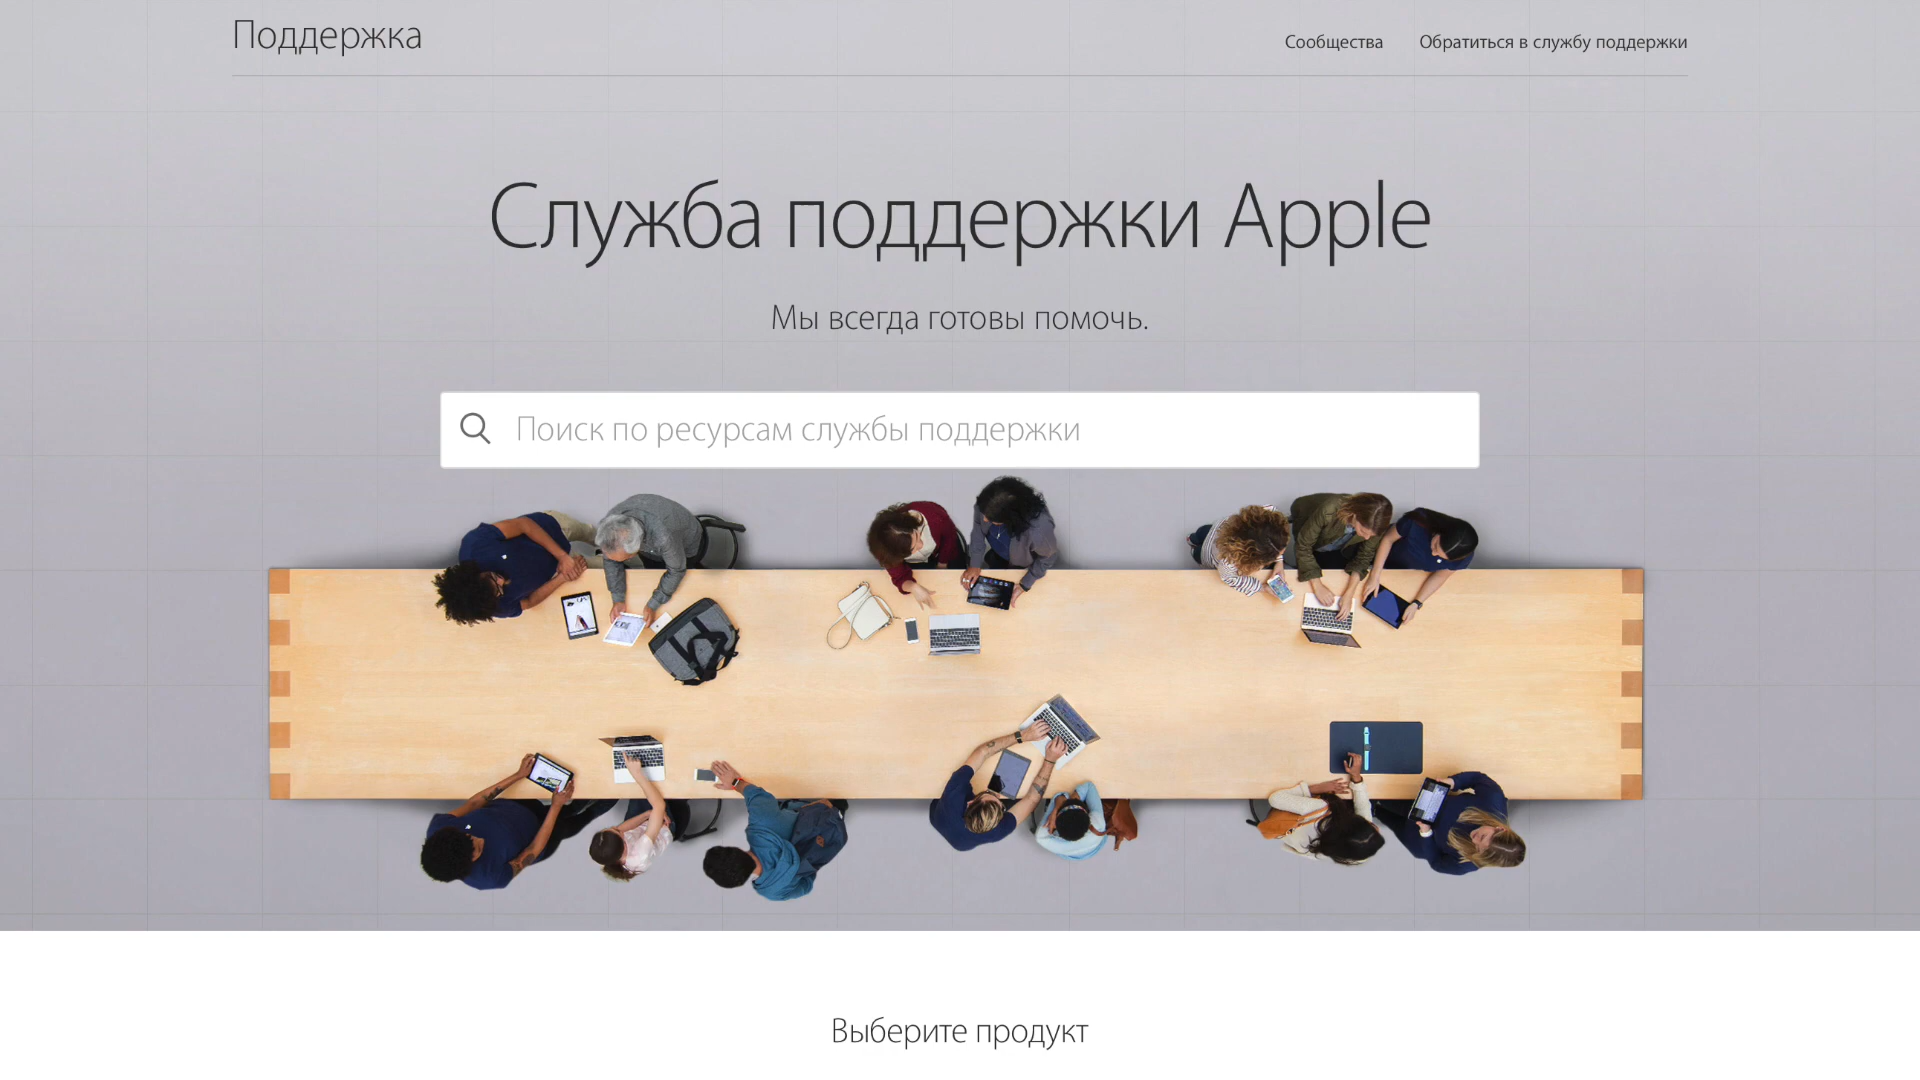 Поддержка
Сообщества
Обратиться в службу поддержки
Служба поддержки Apple
Мы всегда готовы помочь.
Поиск по ресурсам службы поддержки
Выберите продукт